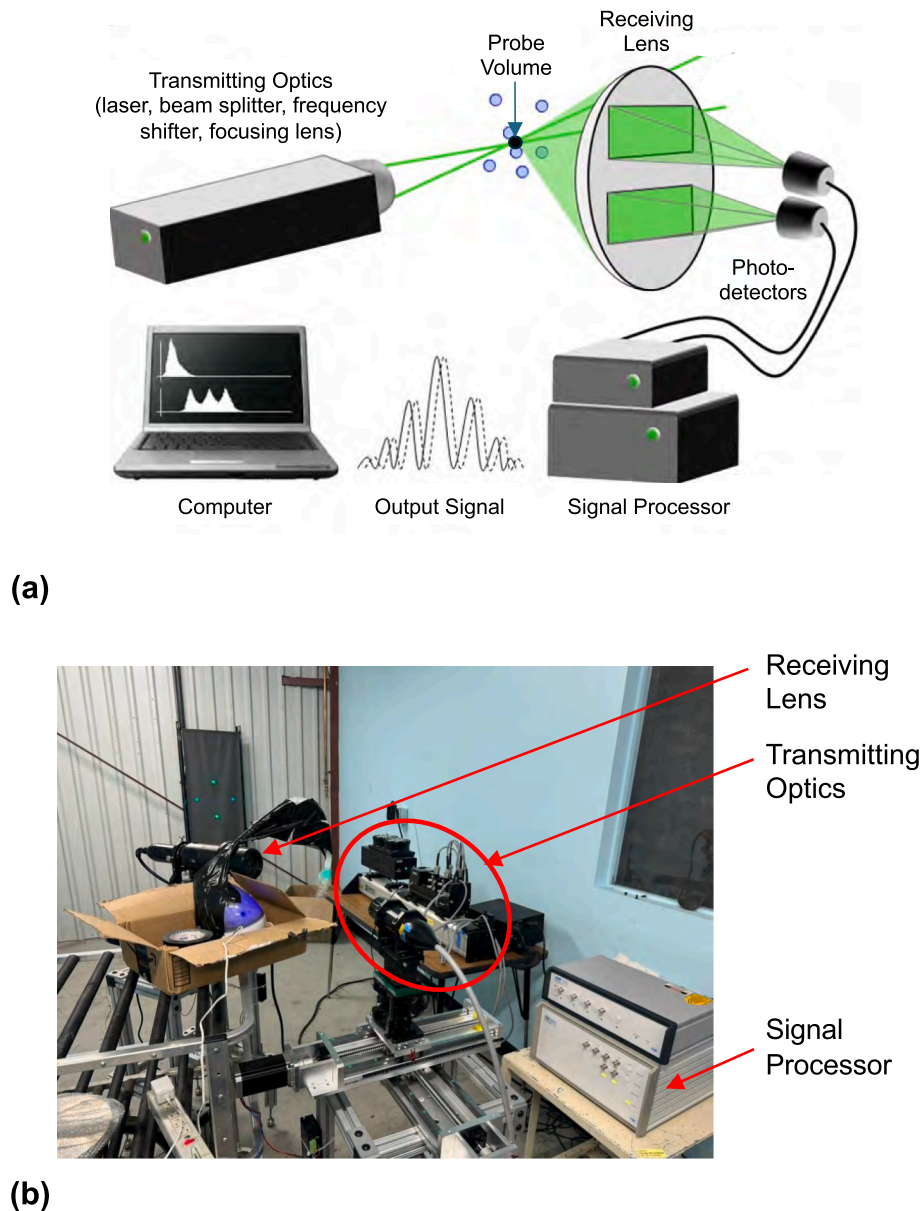 Transmitting Optics
(laser, beam splitter, frequency
shifter, focusing lens)
Probe
Volume
Receiving
Lens
Photo-
detectors
Computer
Output Signal
Signal Processor
(a)
Receiving
Lens
Transmitting
Optics
Signal
Processor
(b)